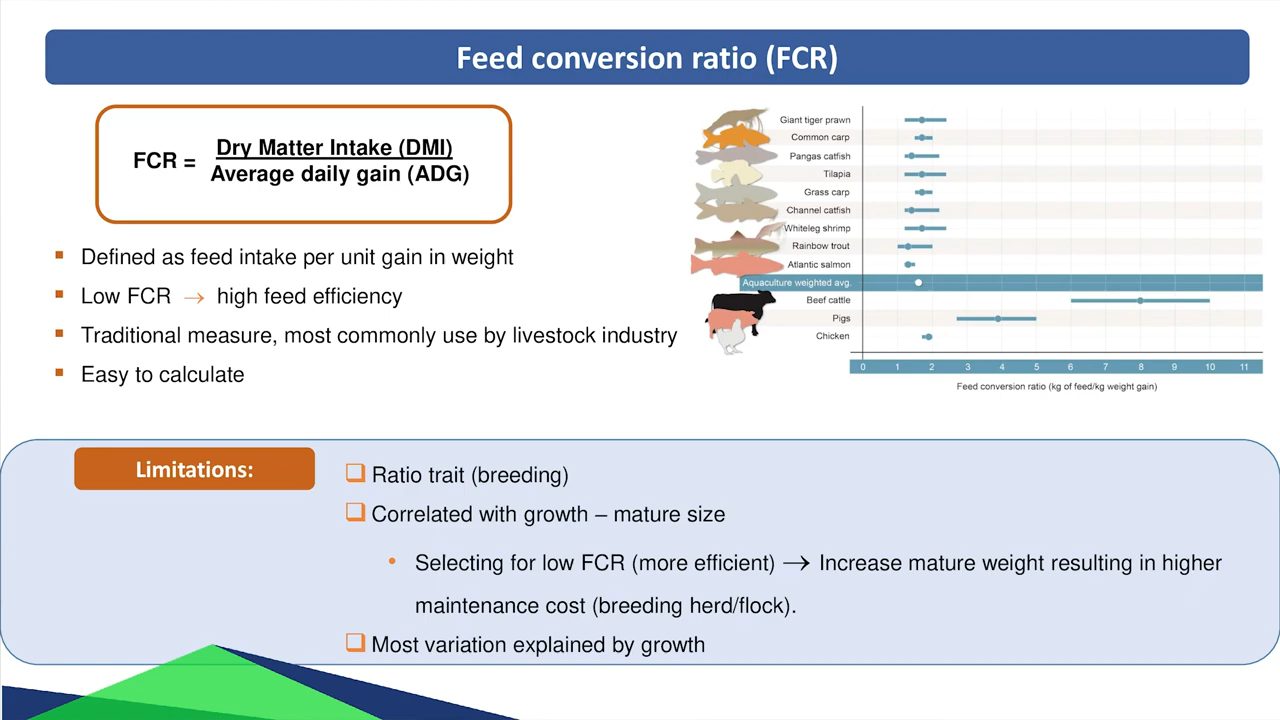 Feed conversion ratio (FCR)
FCR =
Dry Matter Intake (DMI)
Average daily gain (ADG)
Defined as feed intake per unit gain in weight
Low FCR → high feed efficiency
Traditional measure, most commonly use by livestock industry
Easy to calculate
Giant tiger prawn
Common carp
Pangas catfish
Tilapia
Grass carp
Channel catfish
Whiteleg shrimp
Rainbow trout
Atlantic salmon
Aquaculture weighted avg.
Beef cattle
Pigs
Chicken
0 1 2 3 4 5 6 7 8 9 10 11
Feed conversion ratio (kg of feed/kg weight gain)
Limitations:
Ratio trait (breeding)
Correlated with growth – mature size
Selecting for low FCR (more efficient) → Increase mature weight resulting in higher
maintenance cost (breeding herd/flock).
Most variation explained by growth